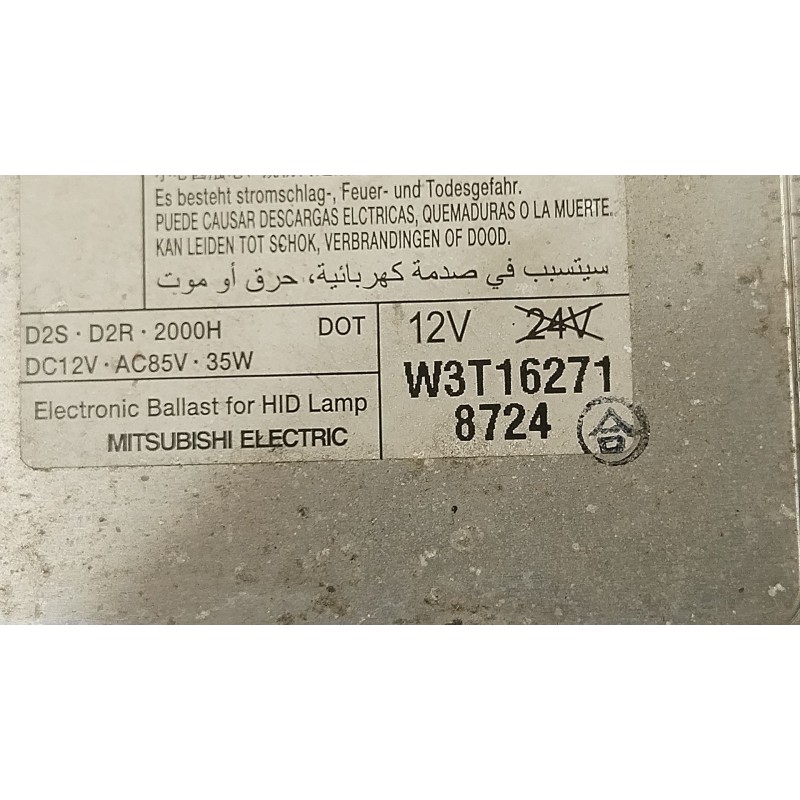 Es besteht stromschlag-, Feuer- und Todesgefahr.
PUEDE CAUSAR DESCARGAS ELCTRICAS, QUEMADURAS O LA MUERTE.
KAN LEIDEN TOT SCHOK, VERBRANDINGEN OF DOOD.
سيتسبب في صدمة كهربائية، حرق أو موت
D2S · D2R · 2000H DOT
DC12V · AC85V · 35W
12V 24V
W3T16271
8724 合
Electronic Ballast for HID Lamp
MITSUBISHI ELECTRIC